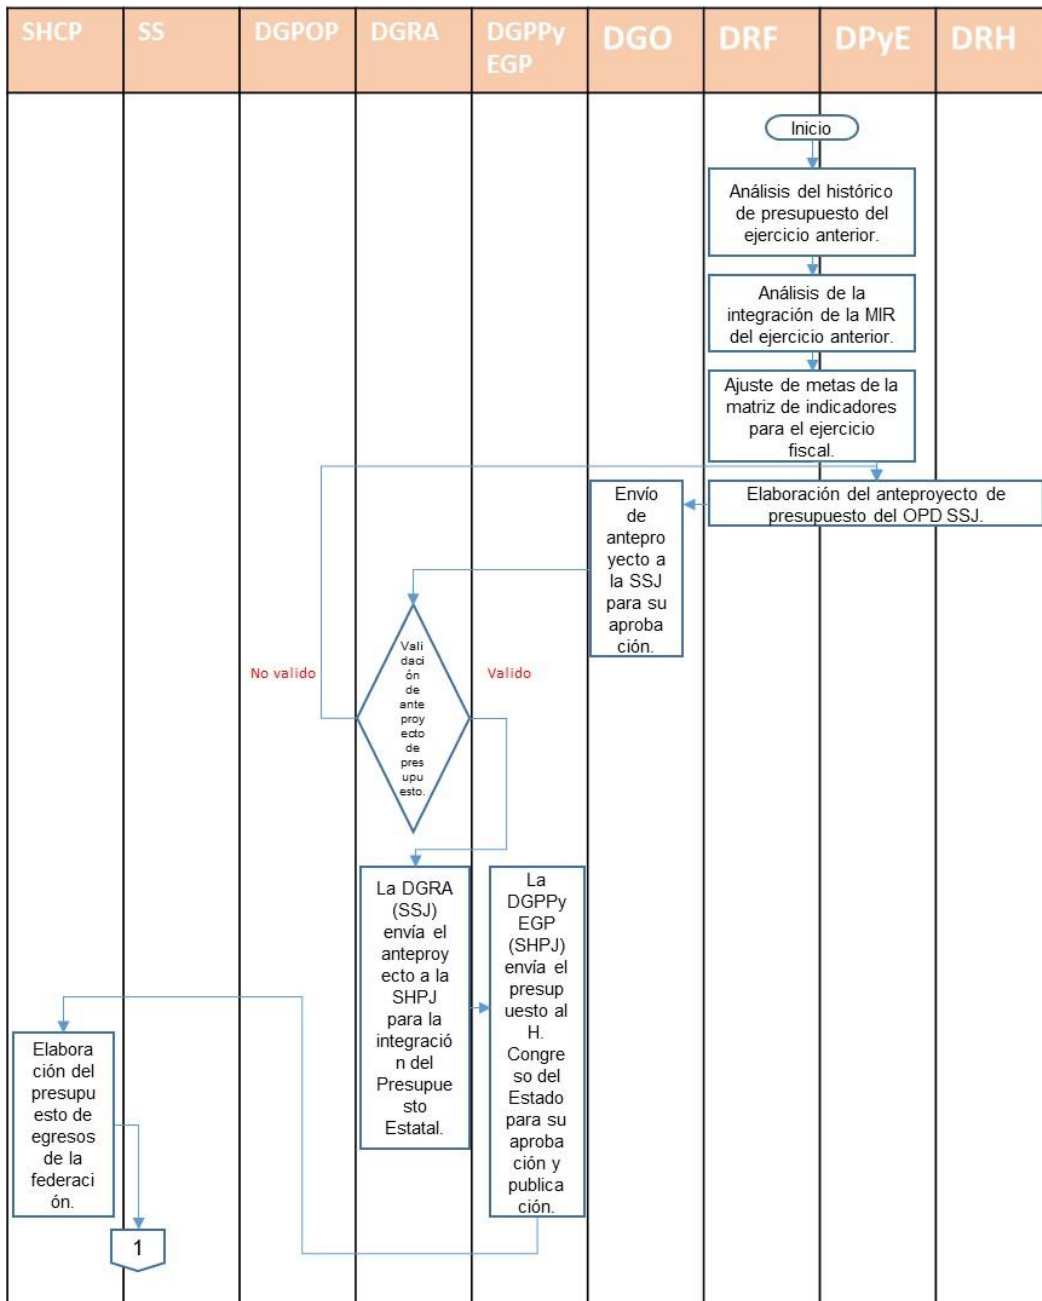 SHCP
SS
DGPOP
DGRA
DGPPy
EGP
DGO
DRF
DPyE
DRH
Inicio
Análisis del histórico
de presupuesto del
ejercicio anterior.
Análisis de la
integración de la MIR
del ejercicio anterior.
Ajuste de metas de la
matriz de indicadores
para el ejercicio
fiscal.
Elaboración del anteproyecto de
presupuesto del OPD SSJ.
Envío
de
antepro
yecto a
la SSJ
para su
aproba
ción.
Vali
daci
ón
de
ante
proy
ecto
de
pres
upu
esto.
No valido
Valido
La DGRA
(SSJ)
envía el
anteproy
ecto a la
SHPJ
para la
integració
n del
Presupue
sto
Estatal.
La
DGPPy
EGP
(SHPJ)
envía el
presup
uesto al
H.
Congre
so del
Estado
para su
aproba
ción y
publica
ción.
Elabora
ción del
presupu
esto de
egresos
de la
federaci
ón.
1